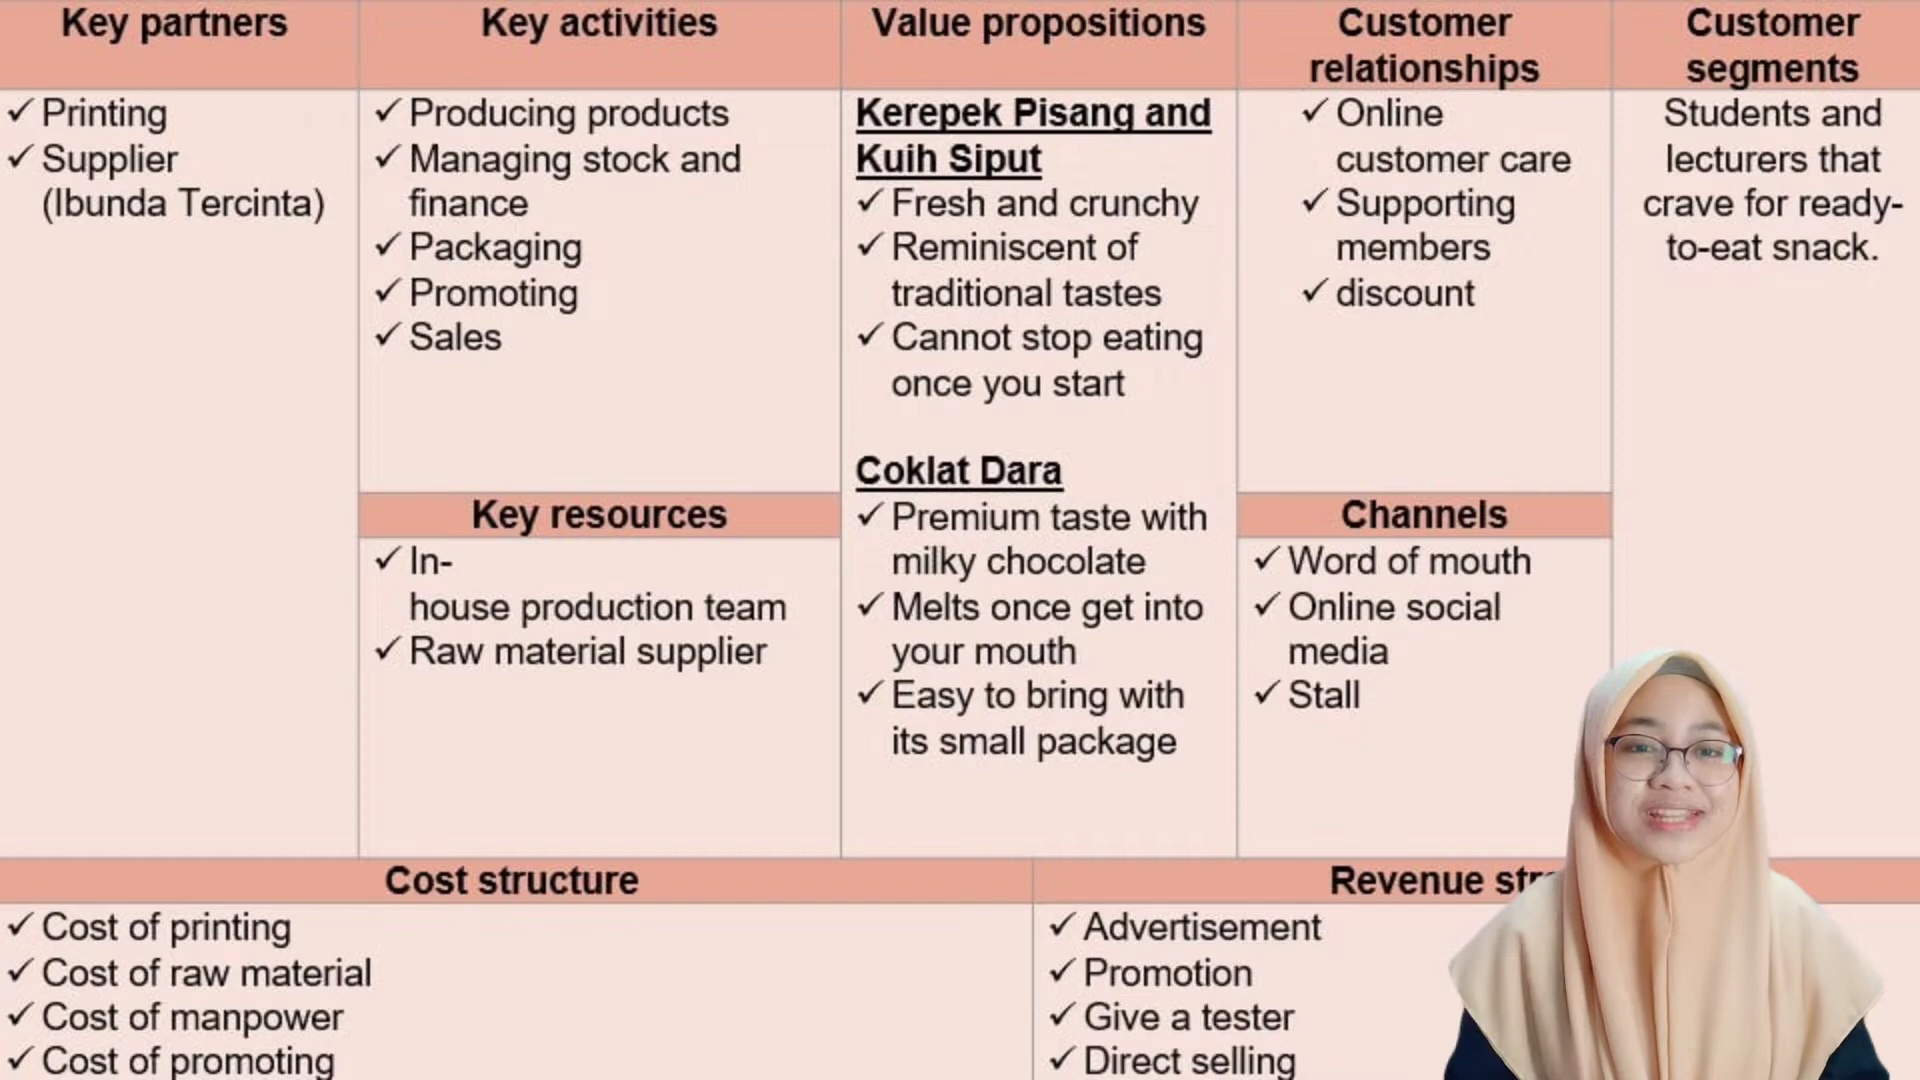 Key partners
✓ Printing
✓ Supplier
(Ibunda Tercinta)
Key activities
✓ Producing products
✓ Managing stock and
finance
✓ Packaging
✓ Promoting
✓ Sales
Key resources
✓ In-
house production team
✓ Raw material supplier
Value propositions
Kerepek Pisang and
Kuih Siput
✓ Fresh and crunchy
✓ Reminiscent of
traditional tastes
✓ Cannot stop eating
once you start
Coklat Dara
✓ Premium taste with
milky chocolate
✓ Melts once get into
your mouth
✓ Easy to bring with
its small package
Customer
relationships
✓ Online
customer care
✓ Supporting
members
✓ discount
Channels
✓ Word of mouth
✓ Online social
media
✓ Stall
Customer
segments
Students and
lecturers that
crave for ready-
to-eat snack.
Cost structure
✓ Cost of printing
✓ Cost of raw material
✓ Cost of manpower
✓ Cost of promoting
Revenue
✓ Advertisement
✓ Promotion
✓ Give a tester
✓ Direct selling